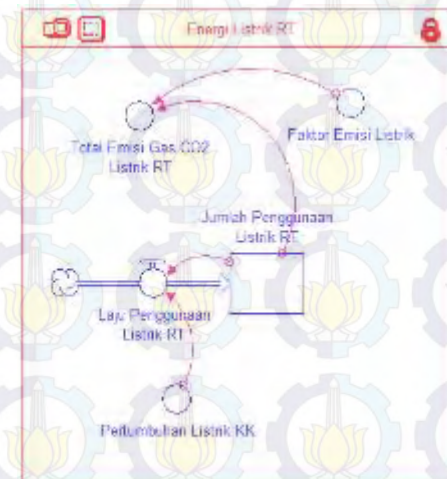 Energi Listrik RT
Total Emisi Gas CO2
Listrik RT
Faktor Emisi Listrik
Jumlah Penggunaan
Listrik RT
Laju Penggunaan
Listrik RT
Pertumbuhan Listrik KK